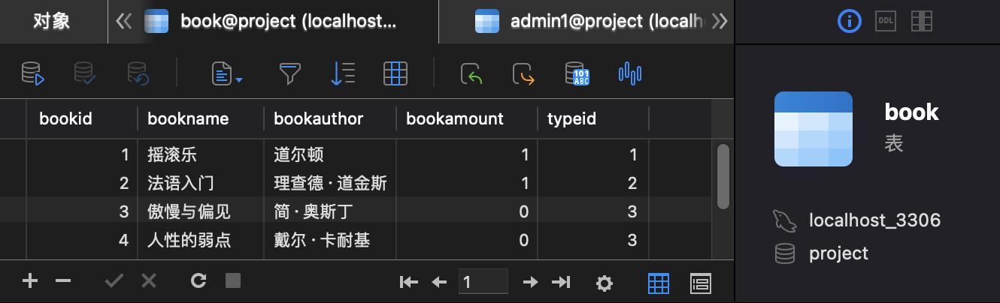 对象
book@project (localhost...
admin1@project (localh
DDL
101
ABC
bookid bookname bookauthor bookamount typeid
1 摇滚乐 道尔顿 1 1
2 法语入门 理查德·道金斯 1 2
3 傲慢与偏见 简·奥斯丁 0 3
4 人性的弱点 戴尔·卡耐基 0 3
1
book
表
localhost_3306
project